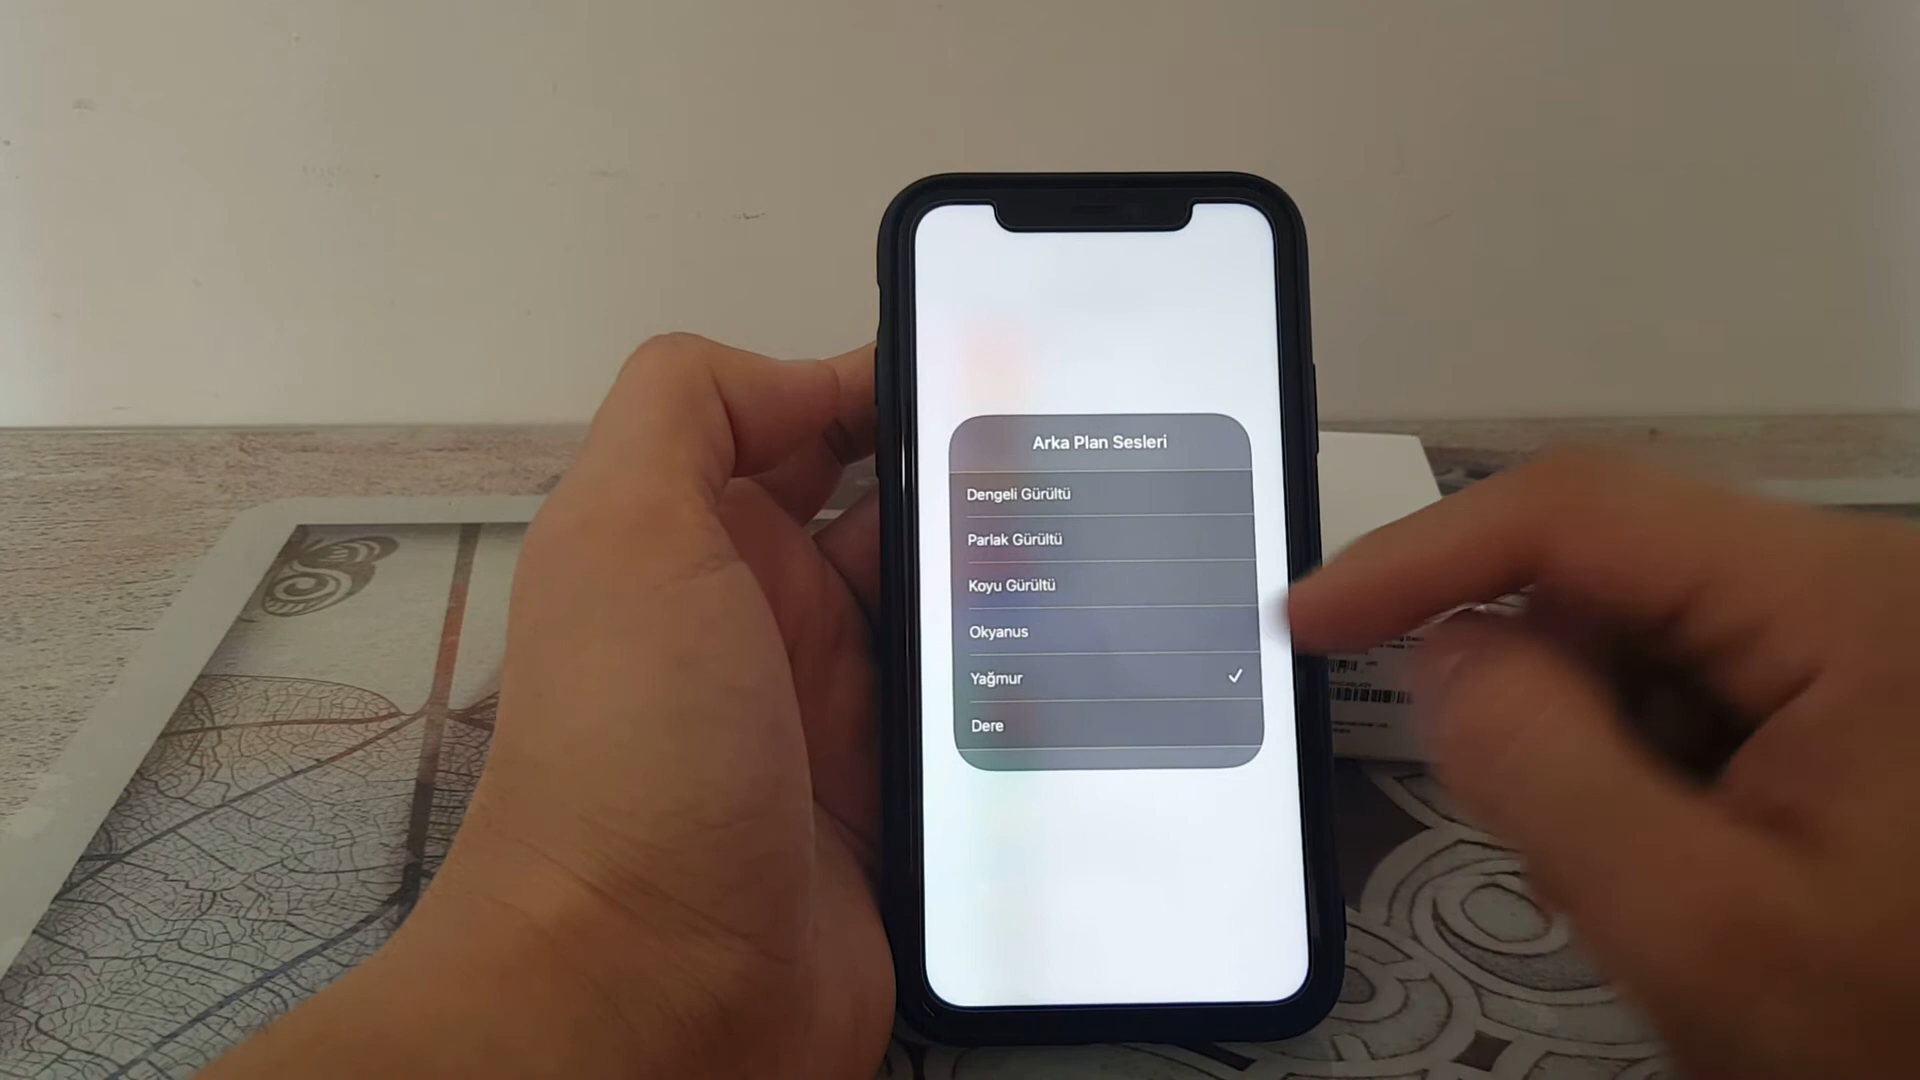 Arka Plan Sesleri
Dengeli Gürültü
Parlak Gürültü
Koyu Gürültü
Okyanus
Yağmur
Dere